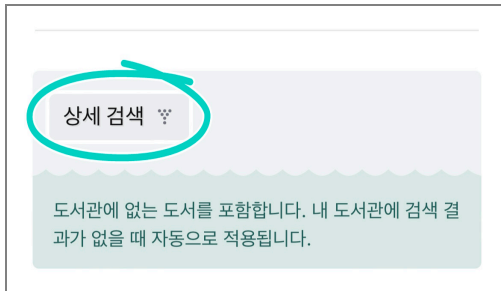 상세 검색
도서관에 없는 도서를 포함합니다. 내 도서관에 검색 결
과가 없을 때 자동으로 적용됩니다.